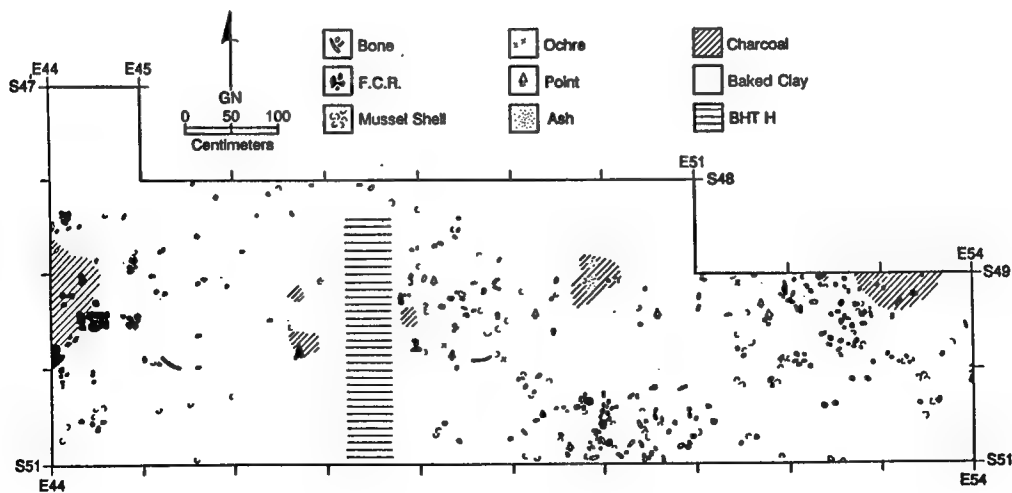 Bone
F.C.R.
Mussel Shell
Ochre
Point
Ash
Charcoal
Baked Clay
BHT H
GN
0 50 100
Centimeters
E44 E45
S47
E51
S48
E54
S49
S51 S51
E44 E54